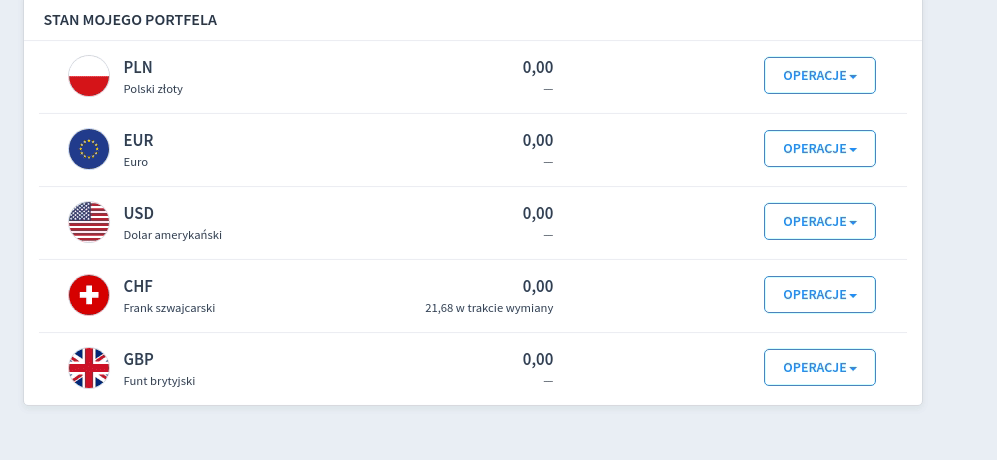 STAN MOJEGO PORTFELA
PLN 0,00 OPERACJE
Polski złoty —
EUR 0,00 OPERACJE
Euro —
USD 0,00 OPERACJE
Dolar amerykański —
CHF 0,00 OPERACJE
Frank szwajcarski 21,68 w trakcie wymiany
GBP 0,00 OPERACJE
Funt brytyjski —